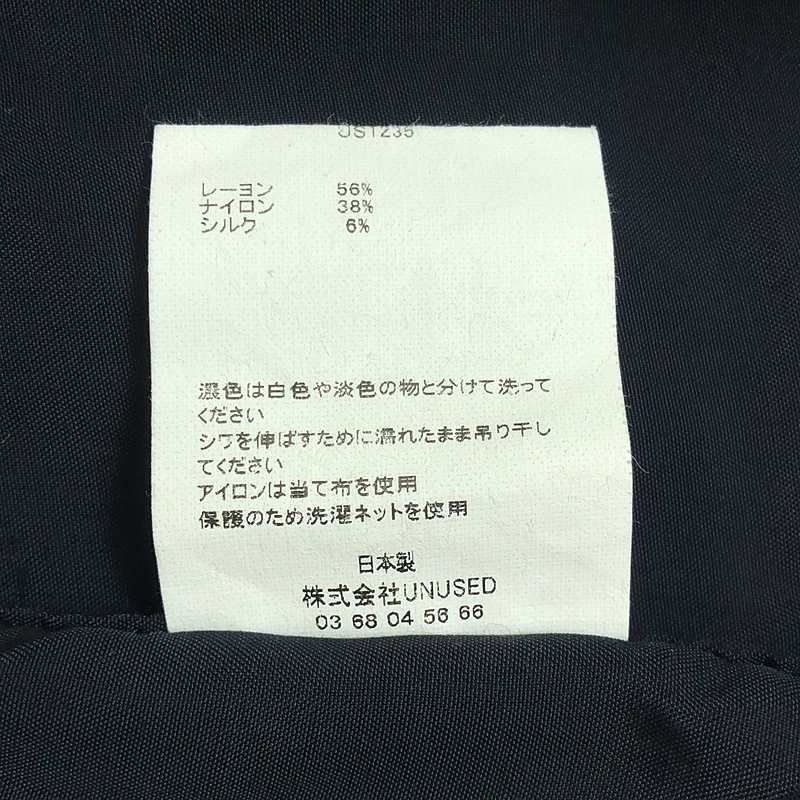 US1235
レーヨン 56%
ナイロン 38%
シルク 6%
濃色は白色や淡色の物と分けて洗って
ください
シワを伸ばすために濡れたまま吊り干し
てください
アイロンは当て布を使用
保護のため洗濯ネットを使用
日本製
株式会社UNUSED
03 68 04 56 66